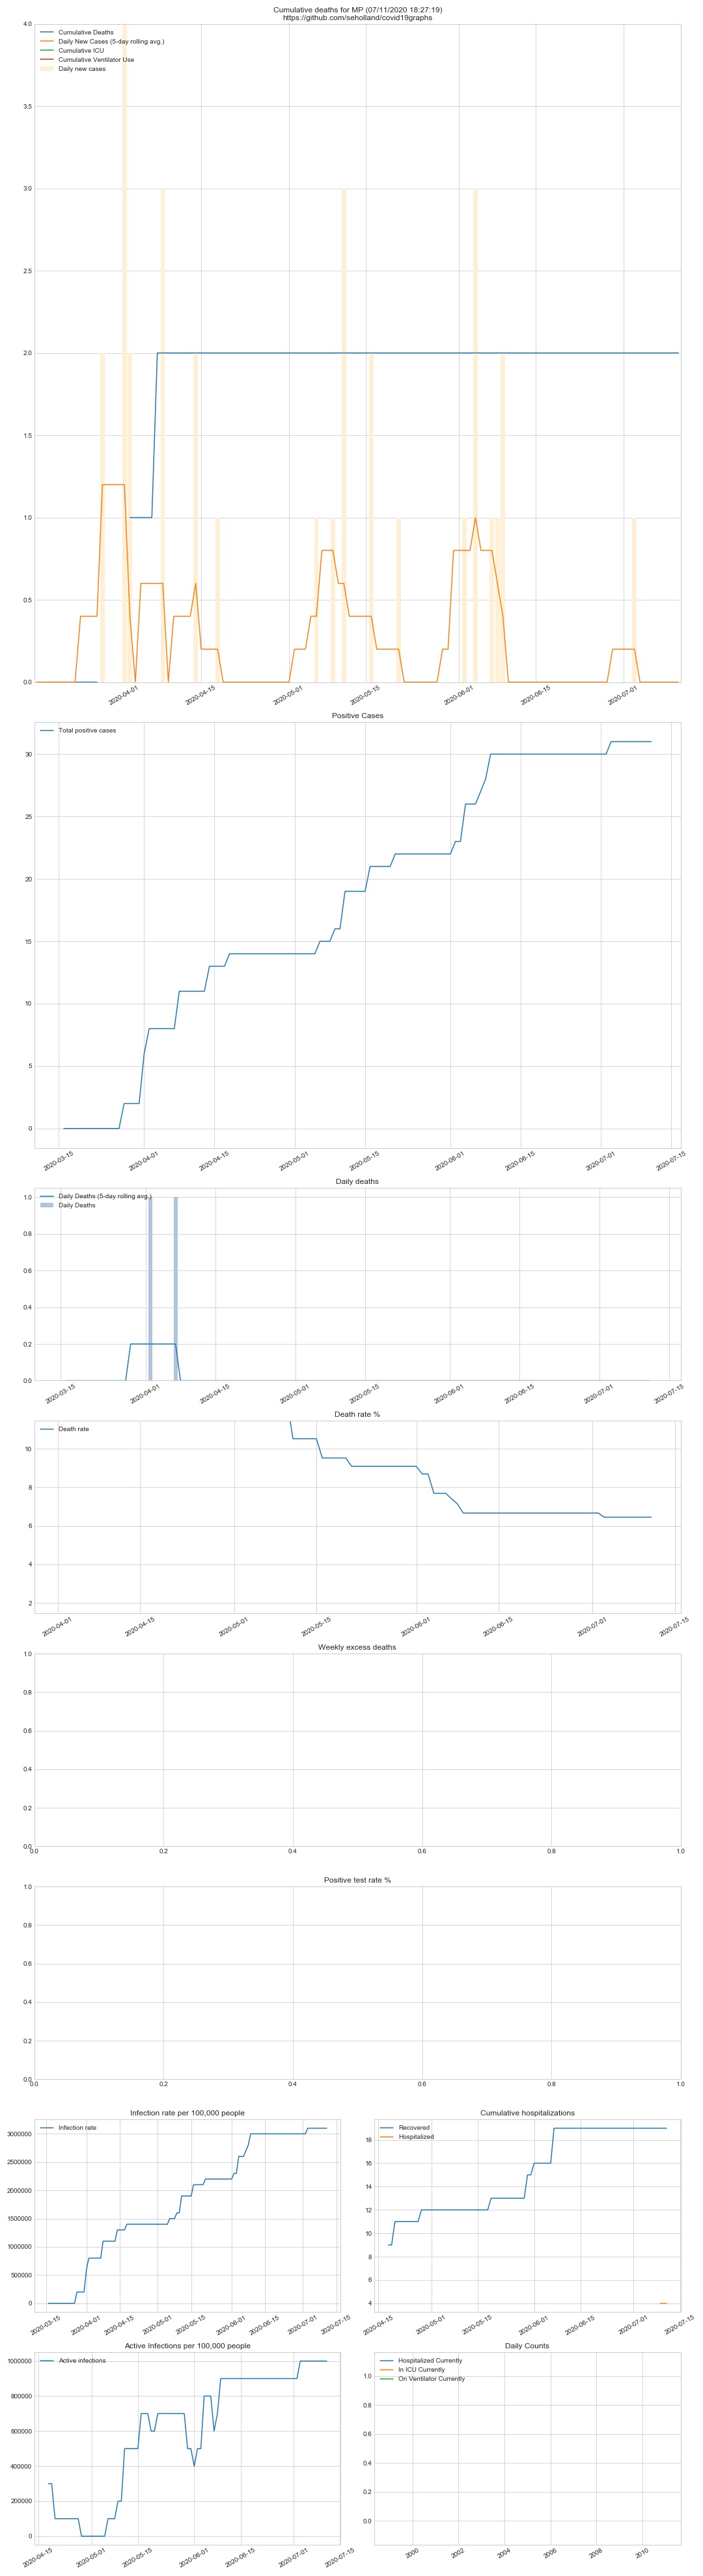 Cumulative deaths for MP (07/11/2020 18:27:19)
https://github.com/seholland/covid19graphs
Cumulative Deaths
Daily New Cases (5-day rolling avg.)
Cumulative ICU
Cumulative Ventilator Use
Daily new cases
4.0
3.5
3.0
2.5
2.0
1.5
1.0
0.5
0.0
2020-04-01 2020-04-15 2020-05-01 2020-05-15 2020-06-01 2020-06-15 2020-07-01
Positive Cases
Total positive cases
30
25
20
15
10
5
0
2020-03-15 2020-04-01 2020-04-15 2020-05-01 2020-05-15 2020-06-01 2020-06-15 2020-07-01 2020-07-15
Daily deaths
Daily Deaths (5-day rolling avg.)
Daily Deaths
1.0
0.8
0.6
0.4
0.2
0.0
2020-03-15 2020-04-01 2020-04-15 2020-05-01 2020-05-15 2020-06-01 2020-06-15 2020-07-01 2020-07-15
Death rate %
Death rate
10
8
6
4
2
2020-04-01 2020-04-15 2020-05-01 2020-05-15 2020-06-01 2020-06-15 2020-07-01 2020-07-15
Weekly excess deaths
1.0
0.8
0.6
0.4
0.2
0.0
0.0 0.2 0.4 0.6 0.8 1.0
Positive test rate %
1.0
0.8
0.6
0.4
0.2
0.0
0.0 0.2 0.4 0.6 0.8 1.0
Infection rate per 100,000 people
Infection rate
3000000
2500000
2000000
1500000
1000000
500000
0
2020-03-15 2020-04-01 2020-04-15 2020-05-01 2020-05-15 2020-06-01 2020-06-15 2020-07-01 2020-07-15
Cumulative hospitalizations
Recovered
Hospitalized
18
16
14
12
10
8
6
4
2020-04-15 2020-05-01 2020-05-15 2020-06-01 2020-06-15 2020-07-01 2020-07-15
Active Infections per 100,000 people
Active infections
1000000
800000
600000
400000
200000
0
2020-04-15 2020-05-01 2020-05-15 2020-06-01 2020-06-15 2020-07-01 2020-07-15
Daily Counts
Hospitalized Currently
In ICU Currently
On Ventilator Currently
1.0
0.8
0.6
0.4
0.2
0.0
2000 2002 2004 2006 2008 2010